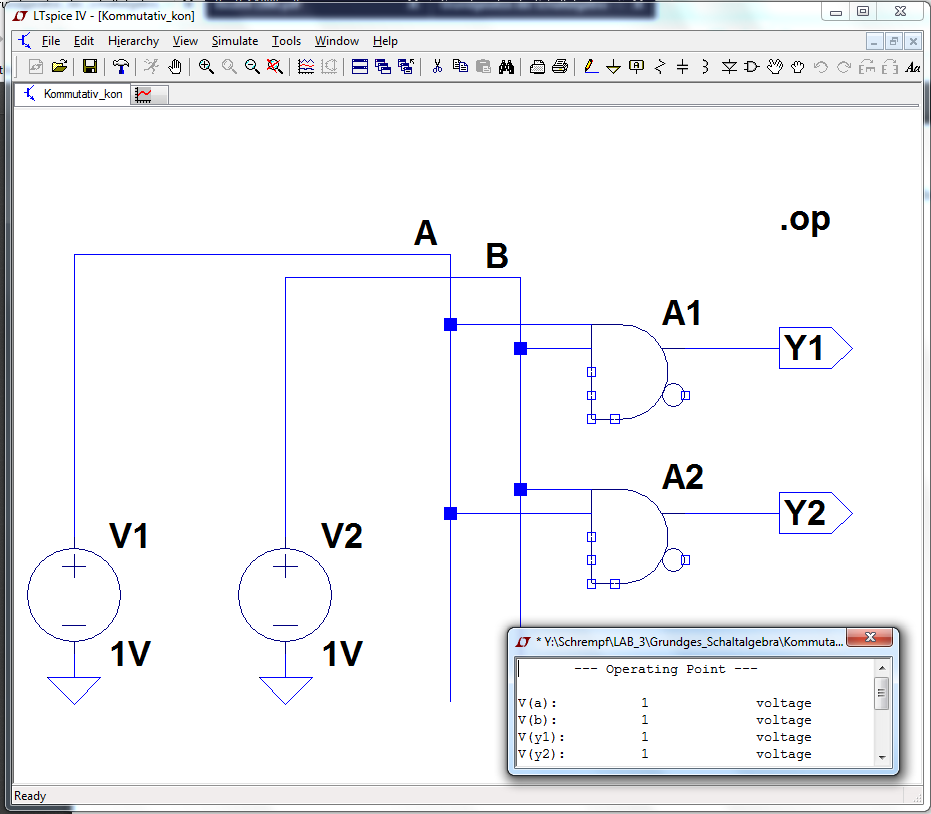 LTspice IV - [Kommutativ_kon]
File Edit Hierarchy View Simulate Tools Window Help
Kommutativ_kon
.op
A
B
A1
Y1
A2
Y2
V1
V2
1V
1V
* Y:\Schrempf\LAB_3\Grundges_Schaltalgebra\Kommuta...
--- Operating Point ---
V(a): 1 voltage
V(b): 1 voltage
V(y1): 1 voltage
V(y2): 1 voltage
Ready